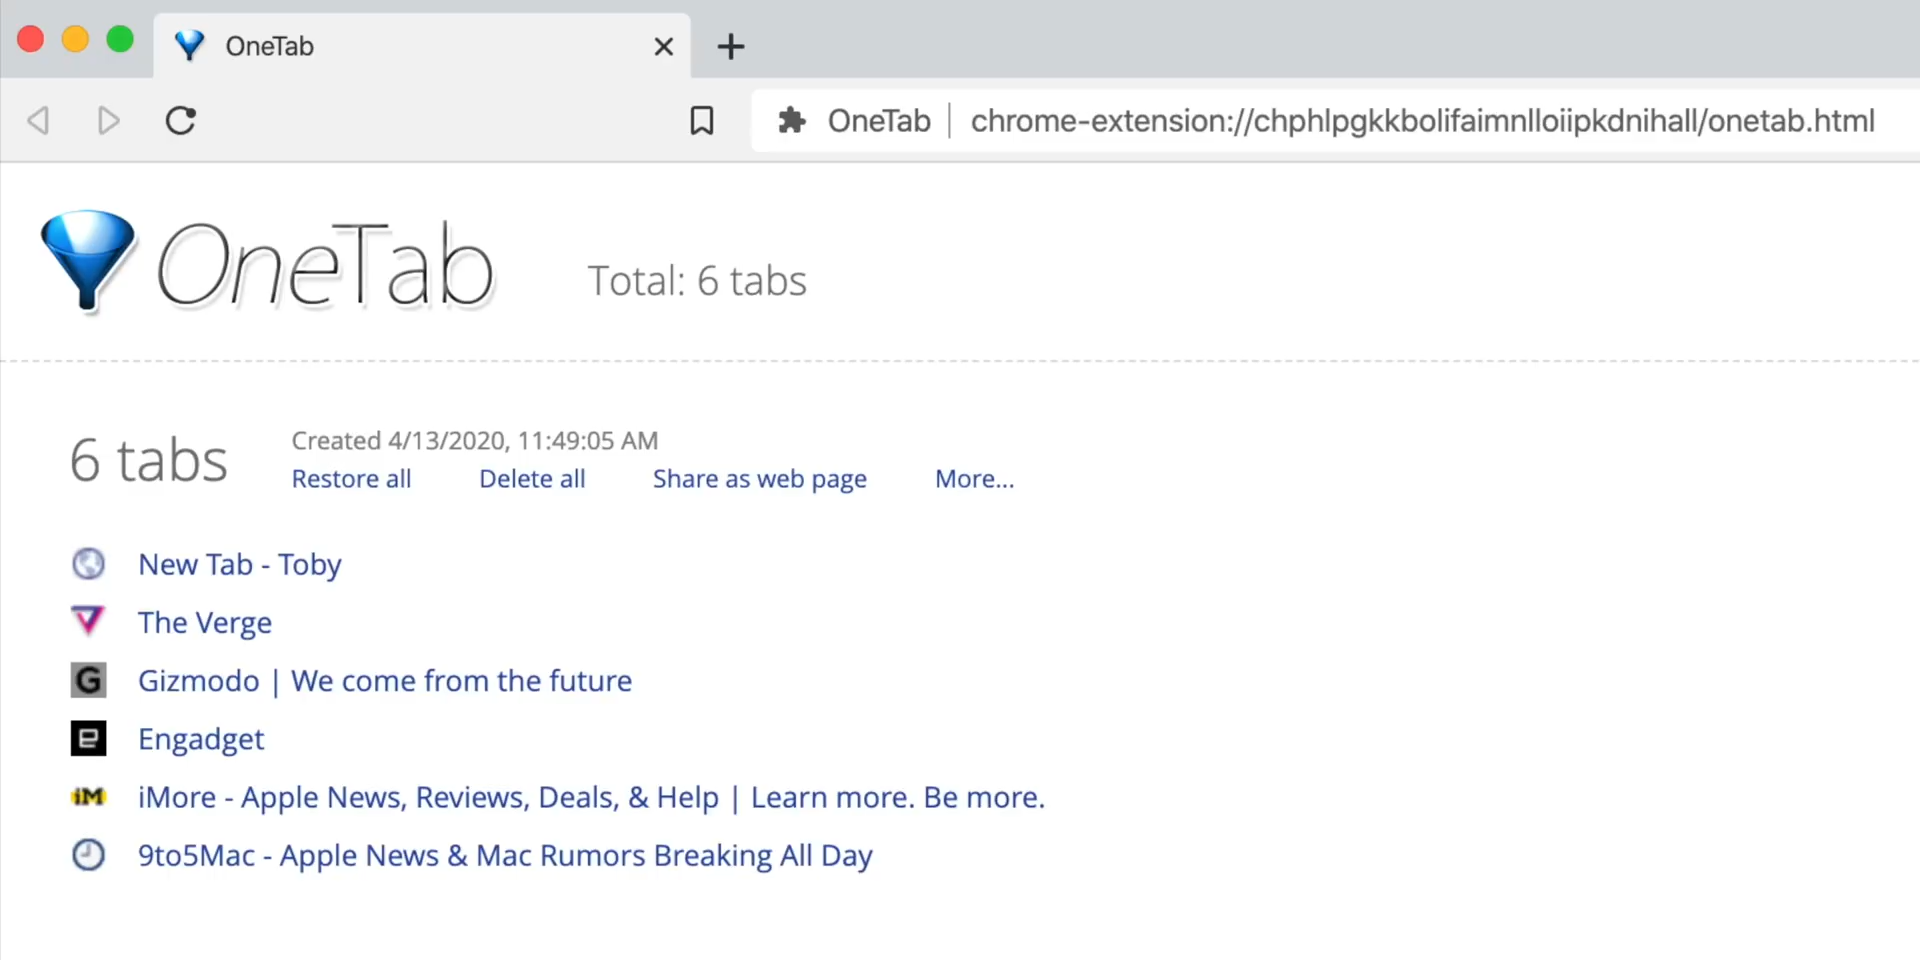 OneTab
OneTab | chrome-extension://chphlpgkkbolifaimnlloiipkdnihall/onetab.html
OneTab
Total: 6 tabs
6 tabs
Created 4/13/2020, 11:49:05 AM
Restore all Delete all Share as web page More...
New Tab - Toby
The Verge
G Gizmodo | We come from the future
e Engadget
iM iMore - Apple News, Reviews, Deals, & Help | Learn more. Be more.
9to5Mac - Apple News & Mac Rumors Breaking All Day